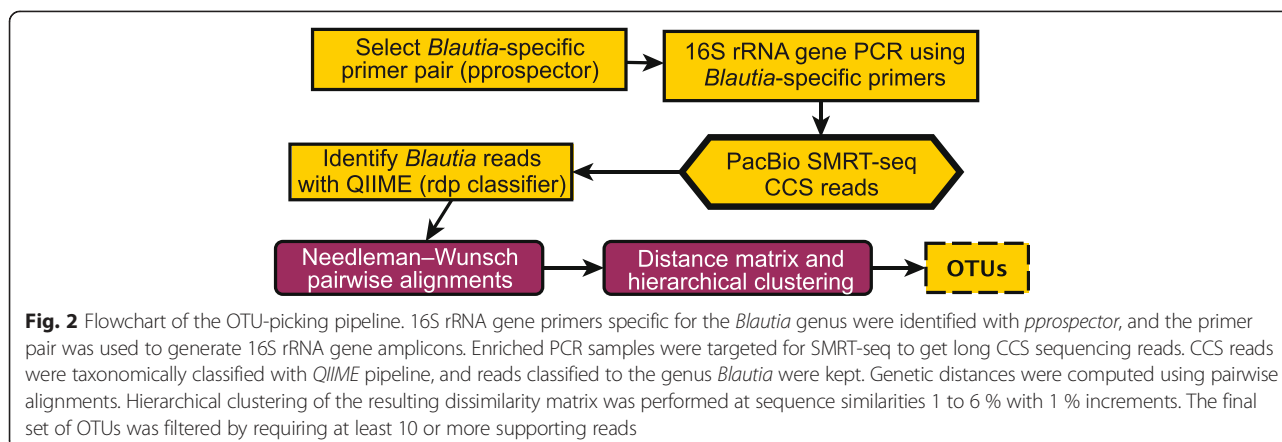 Select Blautia-specific
primer pair (pprospector)
16S rRNA gene PCR using
Blautia-specific primers
PacBio SMRT-seq
CCS reads
Identify Blautia reads
with QIIME (rdp classifier)
Needleman–Wunsch
pairwise alignments
Distance matrix and
hierarchical clustering
OTUs
Fig. 2 Flowchart of the OTU-picking pipeline. 16S rRNA gene primers specific for the Blautia genus were identified with pprospector, and the primer
pair was used to generate 16S rRNA gene amplicons. Enriched PCR samples were targeted for SMRT-seq to get long CCS sequencing reads. CCS reads
were taxonomically classified with QIIME pipeline, and reads classified to the genus Blautia were kept. Genetic distances were computed using pairwise
alignments. Hierarchical clustering of the resulting dissimilarity matrix was performed at sequence similarities 1 to 6 % with 1 % increments. The final
set of OTUs was filtered by requiring at least 10 or more supporting reads